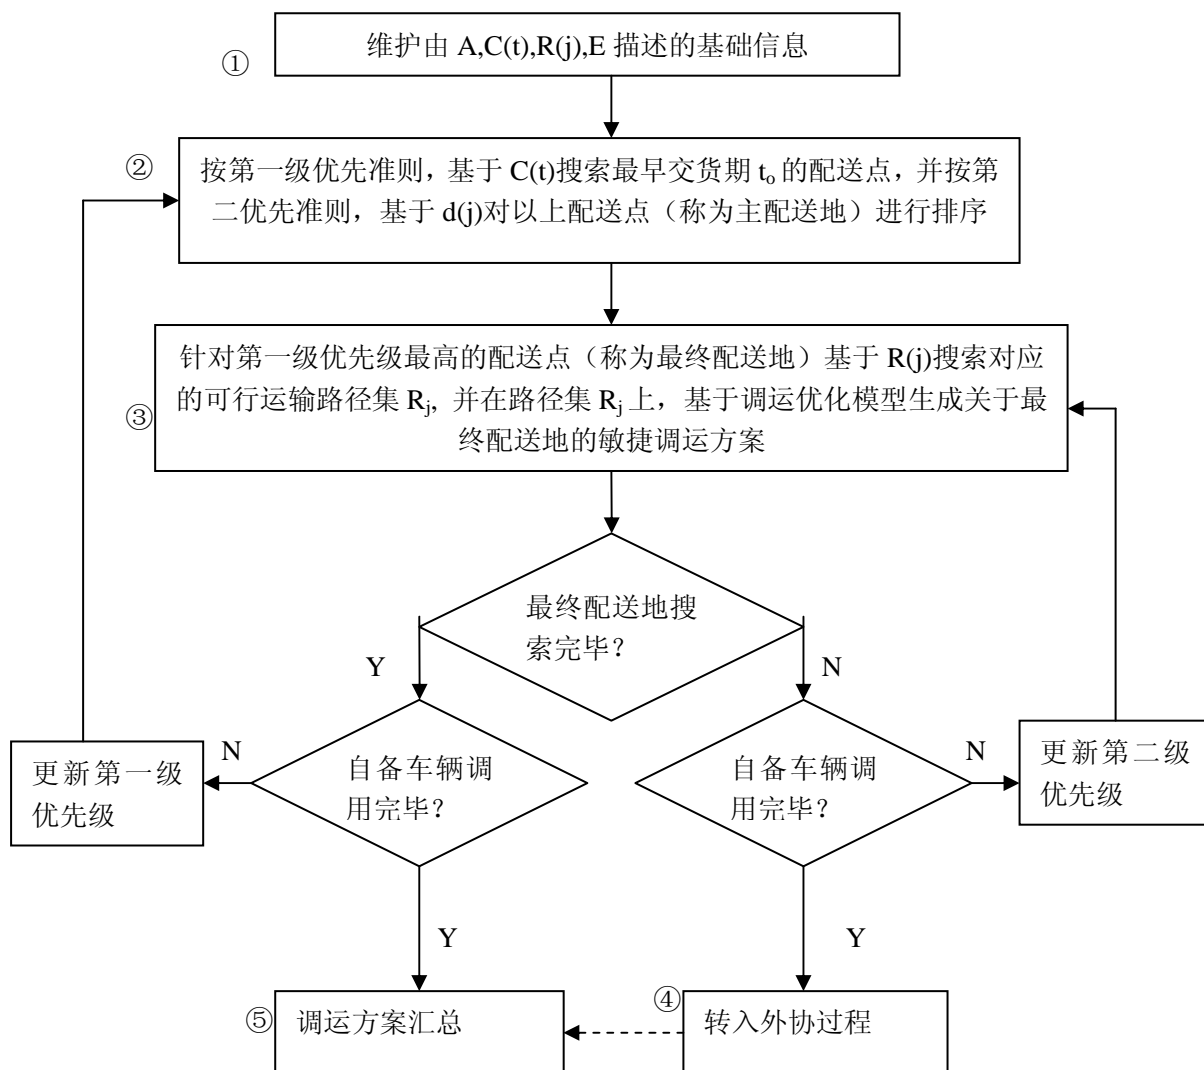 维护由 A,C(t),R(j),E 描述的基础信息
①
②
按第一级优先准则，基于 C(t)搜索最早交货期 to 的配送点，并按第
二优先准则，基于 d(j)对以上配送点（称为主配送地）进行排序
针对第一级优先级最高的配送点（称为最终配送地）基于 R(j)搜索对应
的可行运输路径集 Rj, 并在路径集 Rj 上，基于调运优化模型生成关于最
③
终配送地的敏捷调运方案
最终配送地搜
索完毕？
Y
N
N
更新第一级
优先级
自备车辆调
用完毕？
自备车辆调
用完毕？
N
更新第二级
优先级
Y
Y
⑤
调运方案汇总
④
转入外协过程